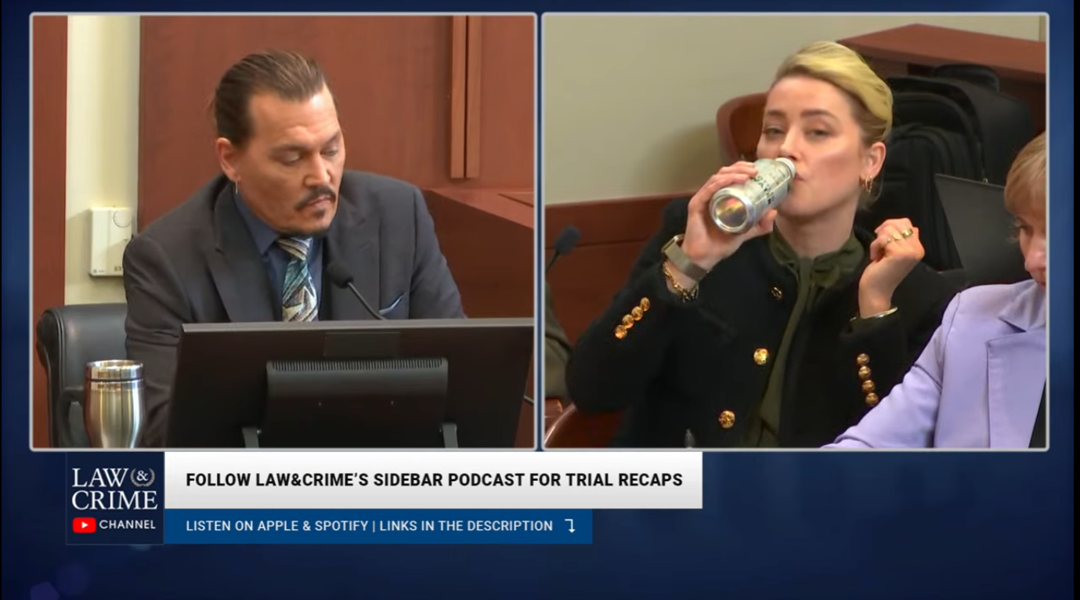 LAW&
CRIME
CHANNEL
FOLLOW LAW&CRIME'S SIDEBAR PODCAST FOR TRIAL RECAPS
LISTEN ON APPLE & SPOTIFY | LINKS IN THE DESCRIPTION